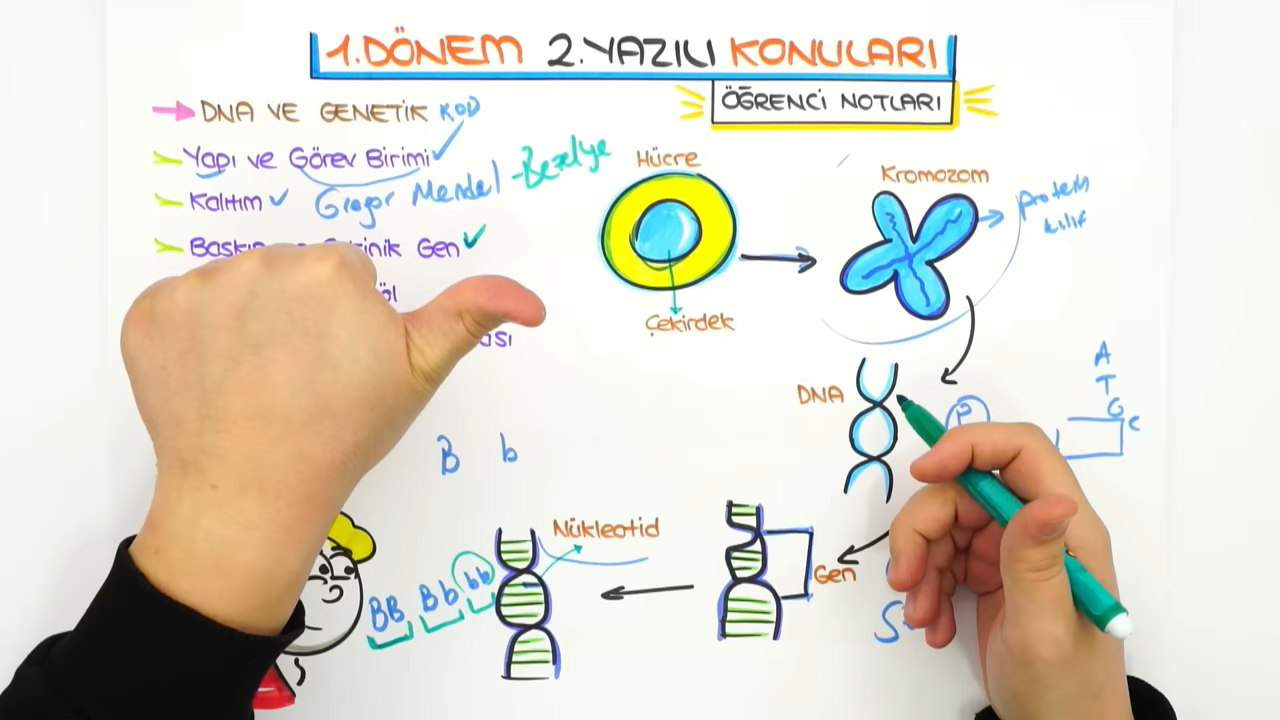 1.DÖNEM 2.YAZILI KONULARI
ÖĞRENCİ NOTLARI
DNA VE GENETİK KOD
Yapı ve Görev Birimi
Kalıtım
Gregor Mendel - Bezelye
Gen
Hücre
Çekirdek
Kromozom
Protein
kılıf
DNA
P
A
T
G
C
B b
BB Bb bb
Nükleotid
Gen
S